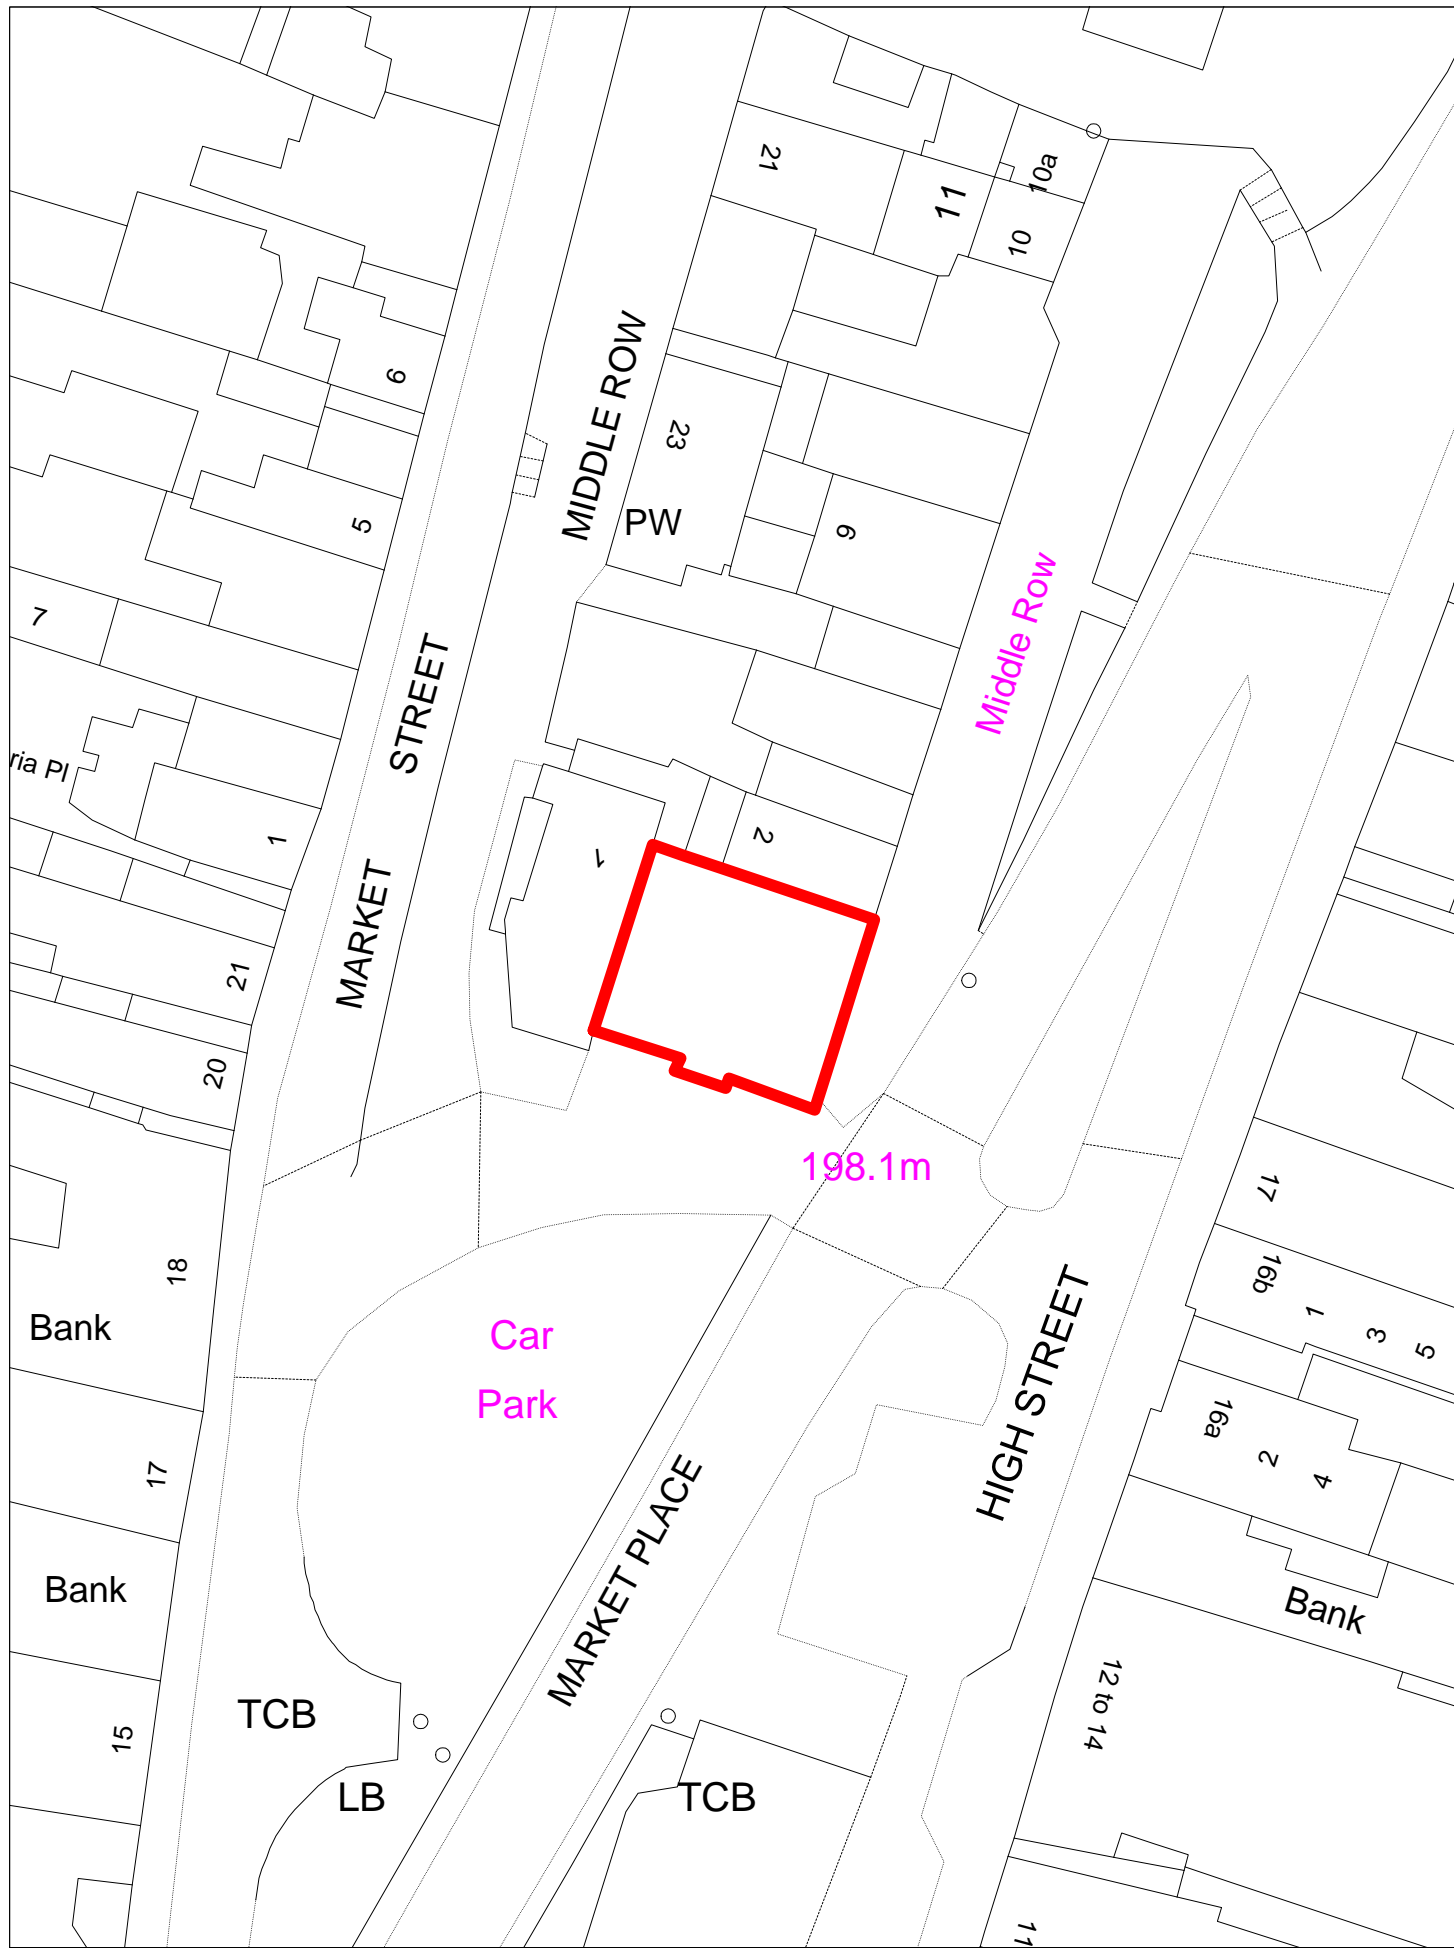 10a
21
11
10
MIDDLE ROW
9
23
5
PW
6
Middle Row
7
STREET
ria Pl
1
2
1
MARKET
21
20
198.1m
17
18
16b
1
3
5
Bank
Car
Park
HIGH STREET
16a
2
4
17
MARKET PLACE
Bank
Bank
12 to 14
TCB
15
LB
TCB
11